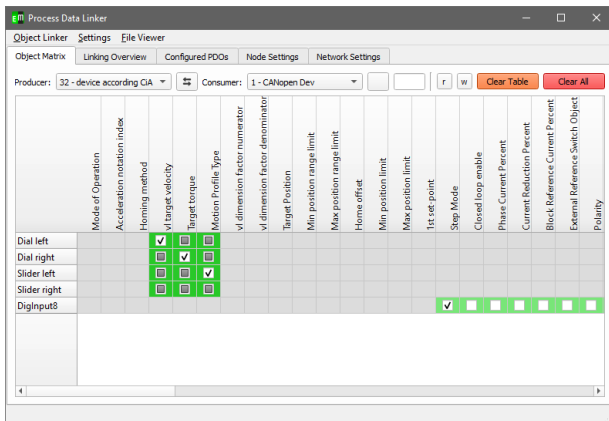 EM Process Data Linker
Object Linker Settings File Viewer
Object Matrix Linking Overview Configured PDOs Node Settings Network Settings
Producer: 32 - device according CiA Consumer: 1 - CANopen Dev r w Clear Table Clear All
Mode of Operation
Acceleration notation index
Homing method
vl target velocity
Target torque
Motion Profile Type
vl dimension factor numerator
vl dimension factor denominator
Target Position
Min position range limit
Max position range limit
Home offset
Min position limit
Max position limit
1st set-point
Step Mode
Closed loop enable
Phase Current Percent
Current Reduction Percent
Block Reference Current Percent
External Reference Switch Object
Polarity
Dial left
Dial right
Slider left
Slider right
DigInput8